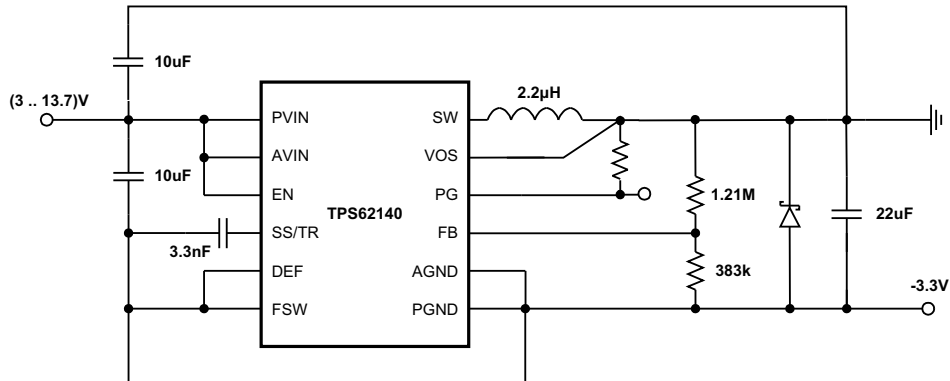 10uF
(3 .. 13.7)V
10uF
3.3nF
PVIN
AVIN
EN
SS/TR
DEF
FSW
TPS62140
SW
VOS
PG
FB
AGND
PGND
2.2µH
1.21M
383k
22uF
-3.3V